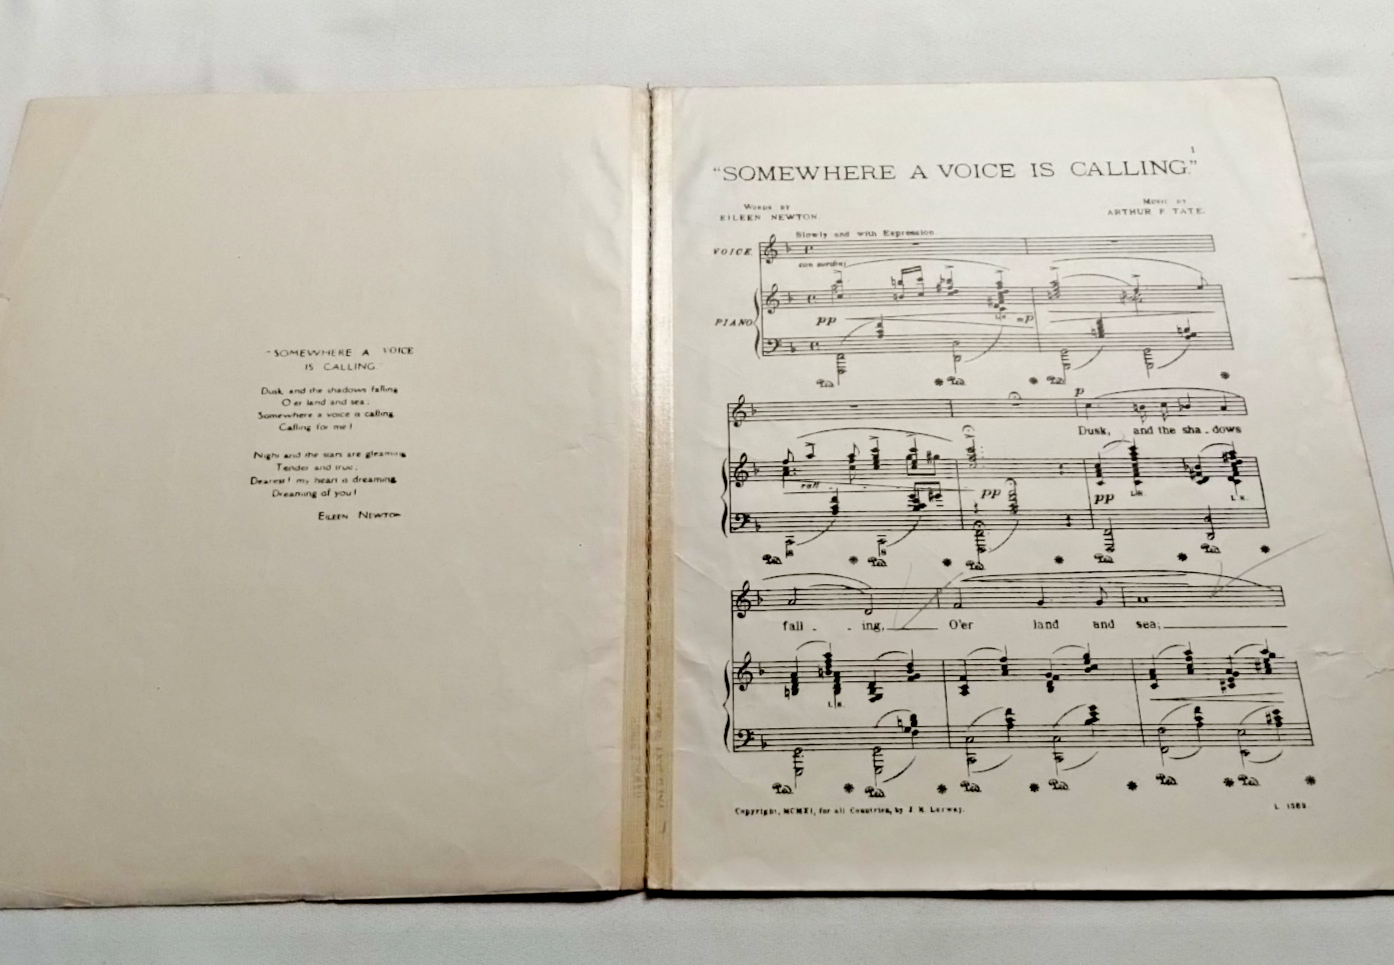 "SOMEWHERE A VOICE
IS CALLING"
Dusk, and the shadows falling
O'er land and sea;
Somewhere a voice is calling,
Calling for me!
Night and the stars are gleaming
Tender and true;
Dearest! my heart is dreaming,
Dreaming of you!
EILEEN NEWTON
1
"SOMEWHERE A VOICE IS CALLING."
WORDS BY
EILEEN NEWTON.
MUSIC BY
ARTHUR F. TATE.
Slowly and with Expression
VOICE
con sordini
PIANO
pp
L.H.
p
p
Dusk, and the sha - dows
rall
pp
pp
L.H.
L.H.
fall - - ing, O'er land and sea;
L.H.
Copyright, MCMXI, for all Countries, by J. H. Larway.
L. 1569.